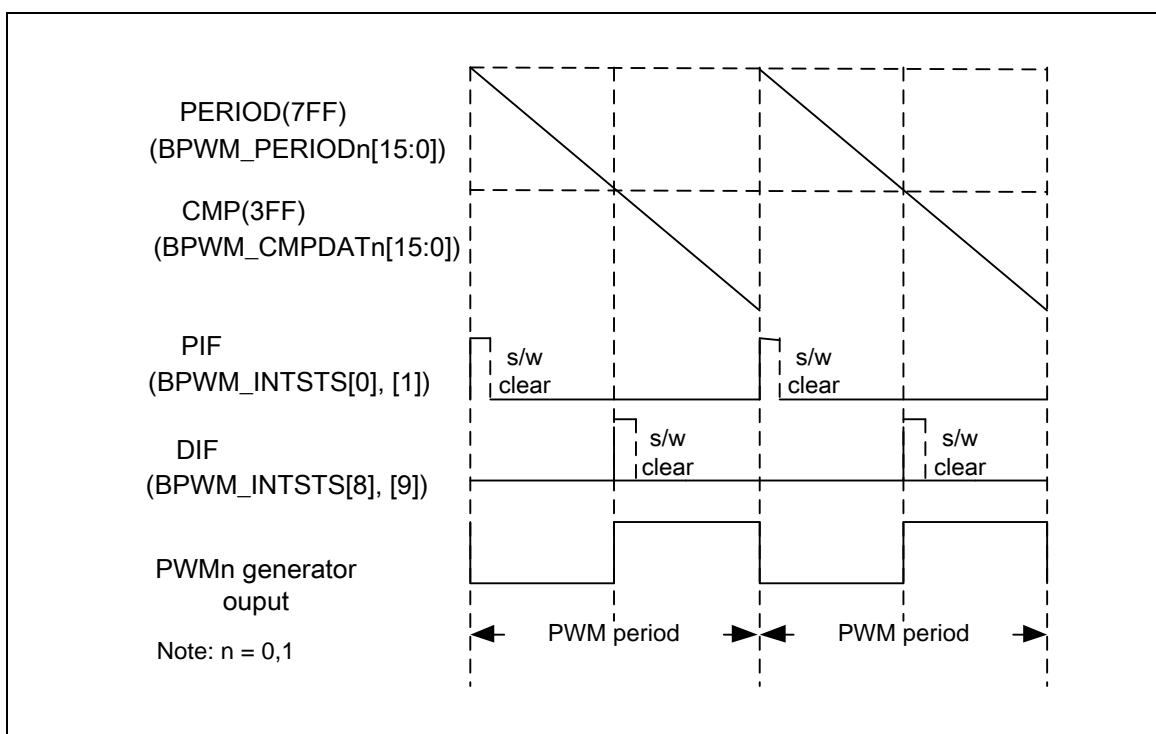 PERIOD(7FF)
(BPWM_PERIODn[15:0])
CMP(3FF)
(BPWM_CMPDATn[15:0])
PIF
(BPWM_INTSTS[0], [1])
s/w
clear
s/w
clear
DIF
(BPWM_INTSTS[8], [9])
s/w
clear
s/w
clear
PWMn generator
ouput
PWM period
PWM period
Note: n = 0,1